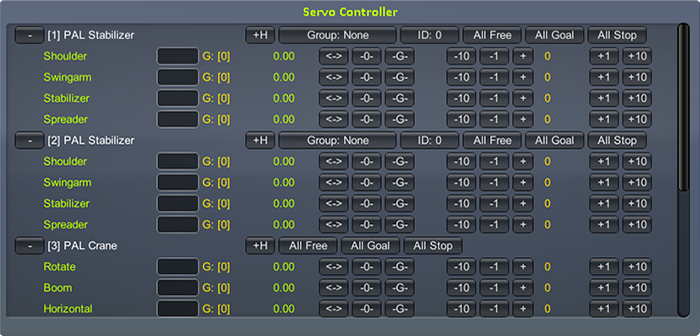 Servo Controller
- [1] PAL Stabilizer +H Group: None ID: 0 All Free All Goal All Stop
Shoulder G: [0] 0.00 <-> -0- -G- -10 -1 + 0 +1 +10
Swingarm G: [0] 0.00 <-> -0- -G- -10 -1 + 0 +1 +10
Stabilizer G: [0] 0.00 <-> -0- -G- -10 -1 + 0 +1 +10
Spreader G: [0] 0.00 <-> -0- -G- -10 -1 + 0 +1 +10
- [2] PAL Stabilizer +H Group: None ID: 0 All Free All Goal All Stop
Shoulder G: [0] 0.00 <-> -0- -G- -10 -1 + 0 +1 +10
Swingarm G: [0] 0.00 <-> -0- -G- -10 -1 + 0 +1 +10
Stabilizer G: [0] 0.00 <-> -0- -G- -10 -1 + 0 +1 +10
Spreader G: [0] 0.00 <-> -0- -G- -10 -1 + 0 +1 +10
- [3] PAL Crane +H All Free All Goal All Stop
Rotate G: [0] 0.00 <-> -0- -G- -10 -1 + 0 +1 +10
Boom G: [0] 0.00 <-> -0- -G- -10 -1 + 0 +1 +10
Horizontal G: [0] 0.00 <-> -0- -G- -10 -1 + 0 +1 +10